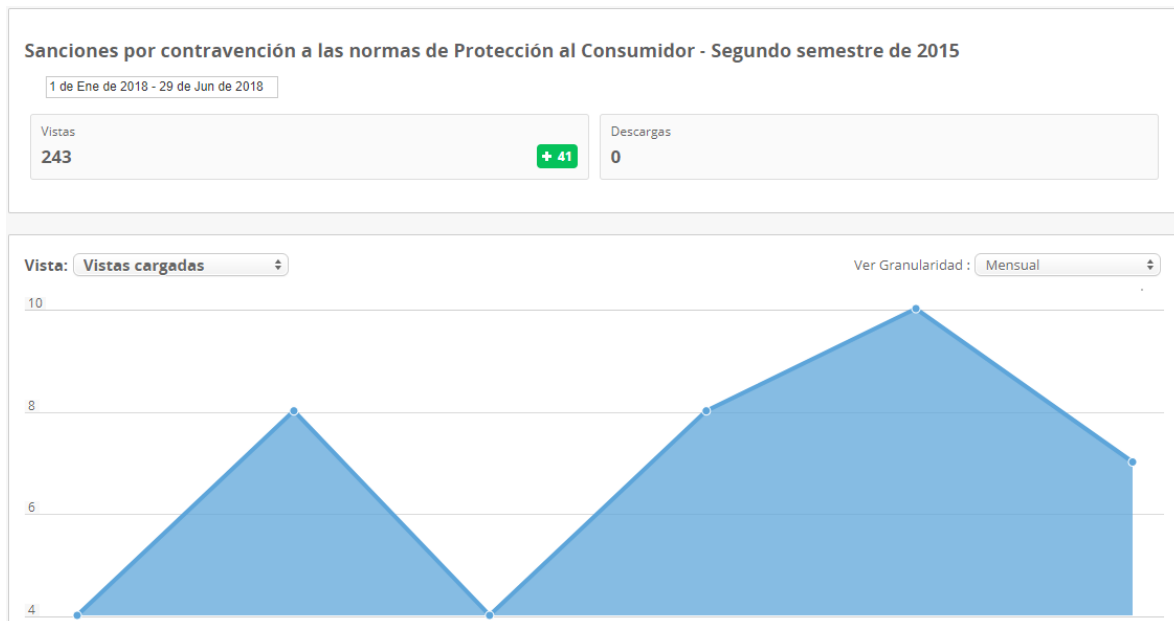 Sanciones por contravención a las normas de Protección al Consumidor - Segundo semestre de 2015
1 de Ene de 2018 - 29 de Jun de 2018
Vistas
243
+ 41
Descargas
0
Vista: Vistas cargadas
Ver Granularidad : Mensual
10
8
6
4